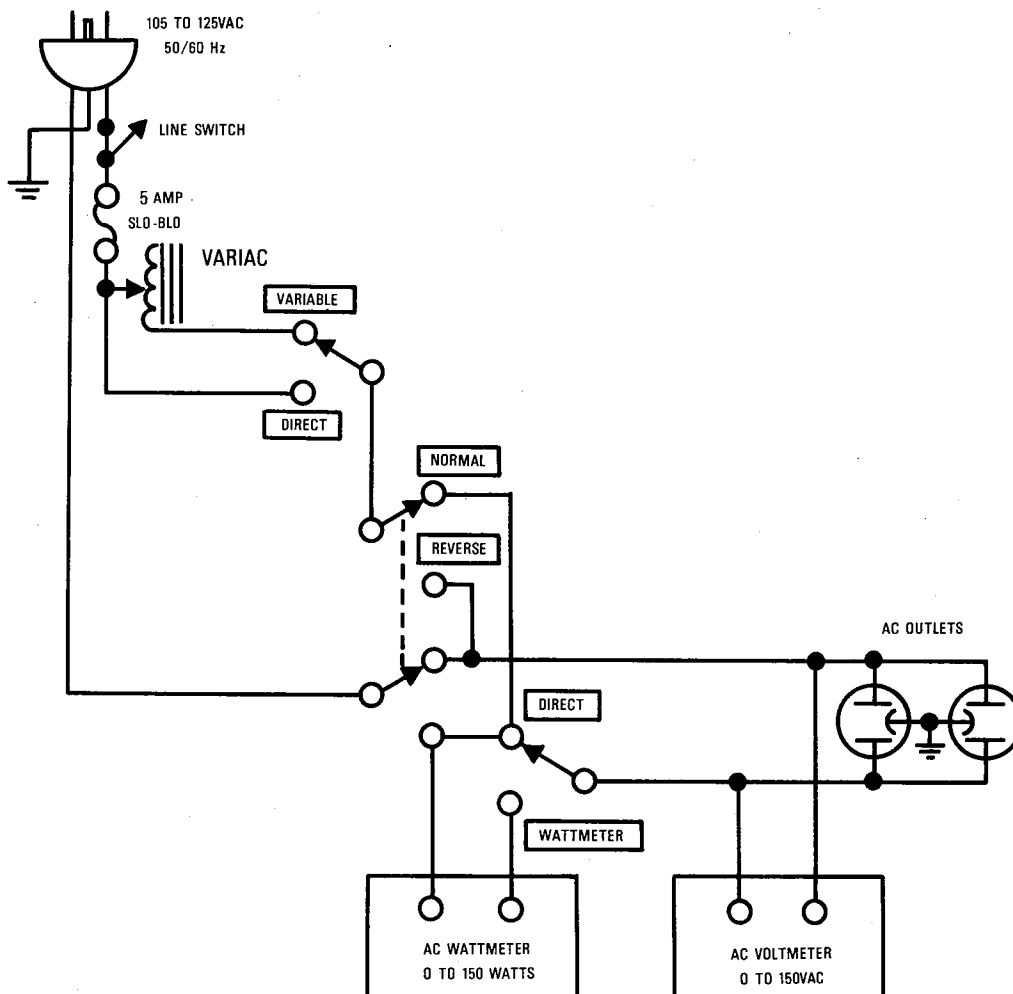 105 TO 125VAC
50/60 Hz
LINE SWITCH
5 AMP
SLO-BLO
VARIAC
VARIABLE
DIRECT
NORMAL
REVERSE
AC OUTLETS
DIRECT
WATTMETER
AC WATTMETER
0 TO 150 WATTS
AC VOLTMETER
0 TO 150VAC